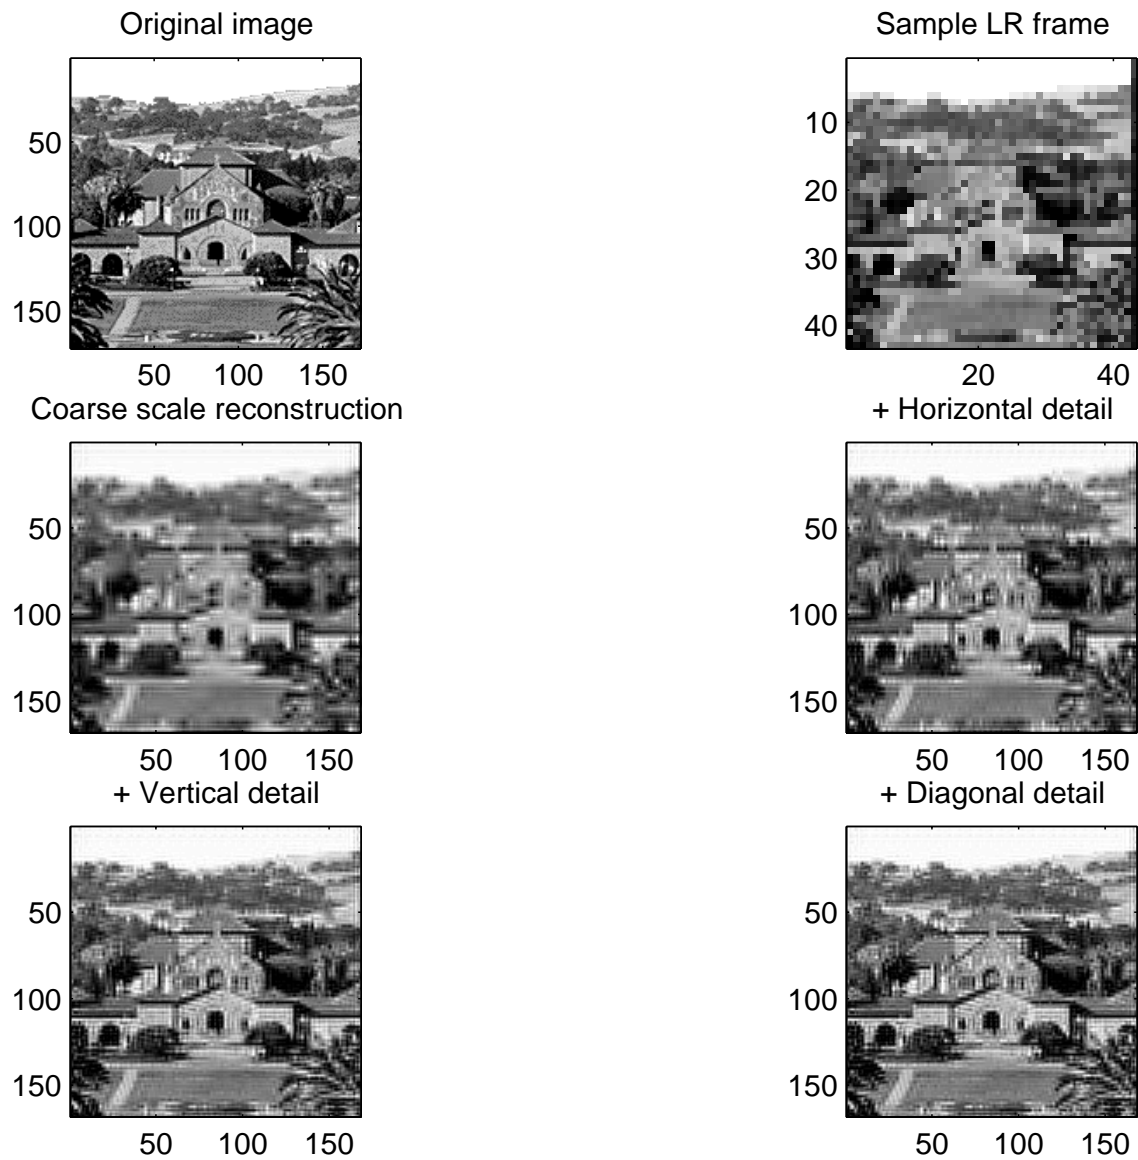 Original image
Sample LR frame
50
100
150
50 100 150
10
20
30
40
20 40
Coarse scale reconstruction
+ Horizontal detail
50
100
150
50 100 150
50
100
150
50 100 150
+ Vertical detail
+ Diagonal detail
50
100
150
50 100 150
50
100
150
50 100 150